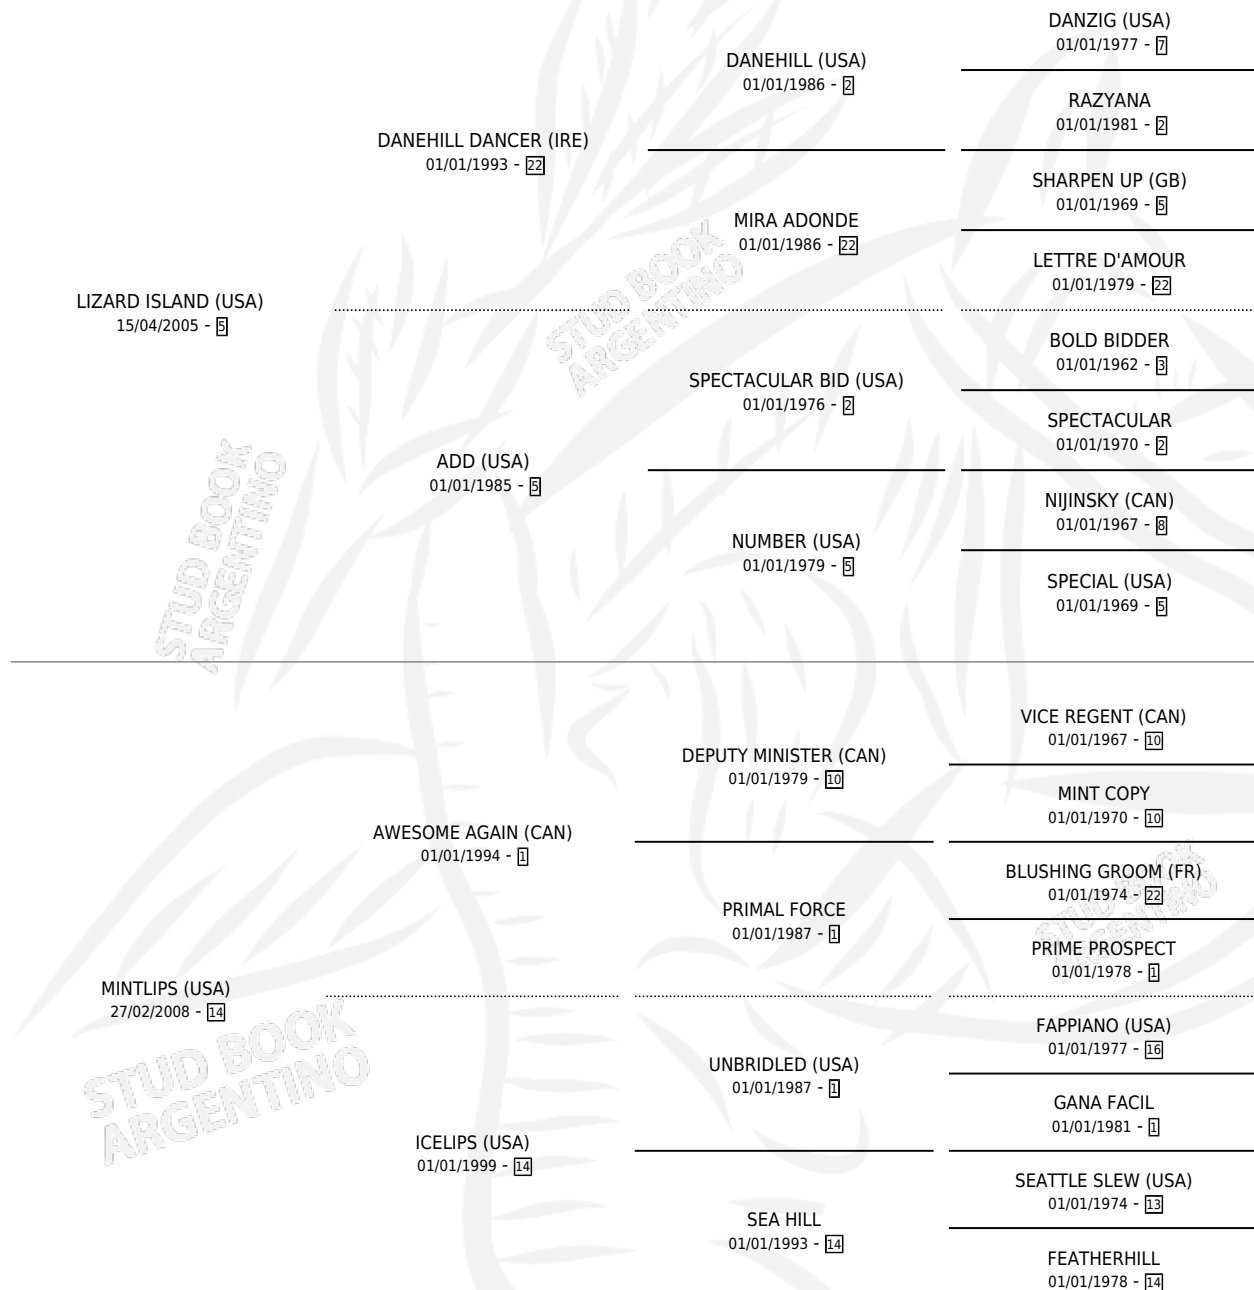 DANZIG (USA)
01/01/1977 - 7
DANEHILL (USA)
01/01/1986 - 2
RAZYANA
01/01/1981 - 2
DANEHILL DANCER (IRE)
01/01/1993 - 22
SHARPEN UP (GB)
01/01/1969 - 5
MIRA ADONDE
01/01/1986 - 22
LETTRE D'AMOUR
01/01/1979 - 22
LIZARD ISLAND (USA)
15/04/2005 - 5
BOLD BIDDER
01/01/1962 - 3
SPECTACULAR BID (USA)
01/01/1976 - 2
SPECTACULAR
01/01/1970 - 2
ADD (USA)
01/01/1985 - 5
NIJINSKY (CAN)
01/01/1967 - 8
NUMBER (USA)
01/01/1979 - 5
SPECIAL (USA)
01/01/1969 - 5
VICE REGENT (CAN)
01/01/1967 - 10
DEPUTY MINISTER (CAN)
01/01/1979 - 10
MINT COPY
01/01/1970 - 10
AWESOME AGAIN (CAN)
01/01/1994 - 1
BLUSHING GROOM (FR)
01/01/1974 - 22
PRIMAL FORCE
01/01/1987 - 1
PRIME PROSPECT
01/01/1978 - 1
MINTLIPS (USA)
27/02/2008 - 14
FAPPIANO (USA)
01/01/1977 - 16
UNBRIDLED (USA)
01/01/1987 - 1
GANA FACIL
01/01/1981 - 1
ICELIPS (USA)
01/01/1999 - 14
SEATTLE SLEW (USA)
01/01/1974 - 13
SEA HILL
01/01/1993 - 14
FEATHERHILL
01/01/1978 - 14
STUD BOOK
ARGENTINO
STUD BOOK
ARGENTINO
STUD BOOK
ARGENTINO
STUD BOOK
ARGENTINO